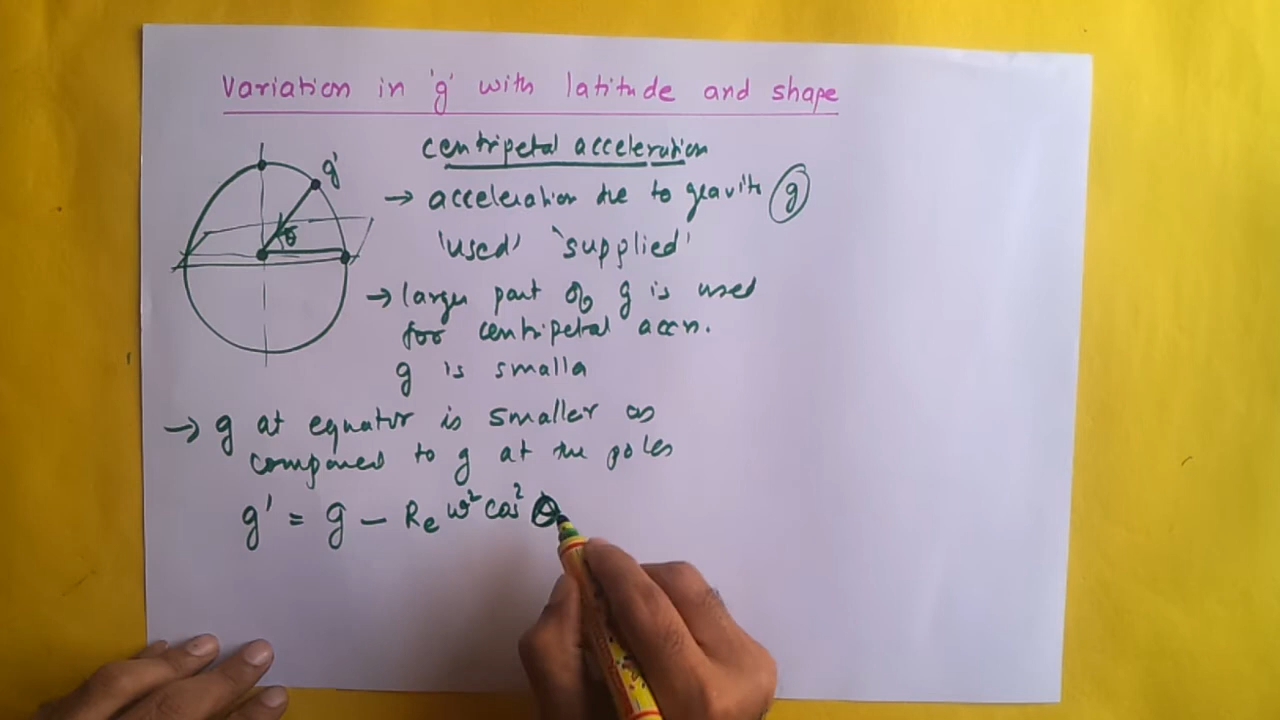 Variation in 'g' with latitude and shape
centripetal acceleration
g'
→ acceleration due to gravity g
θ
'used' 'supplied'
→ larger part of g is used
for centripetal accn.
g is smaller
→ g at equator is smaller as
compared to g at the poles
g' = g - Re ω² cos² θ